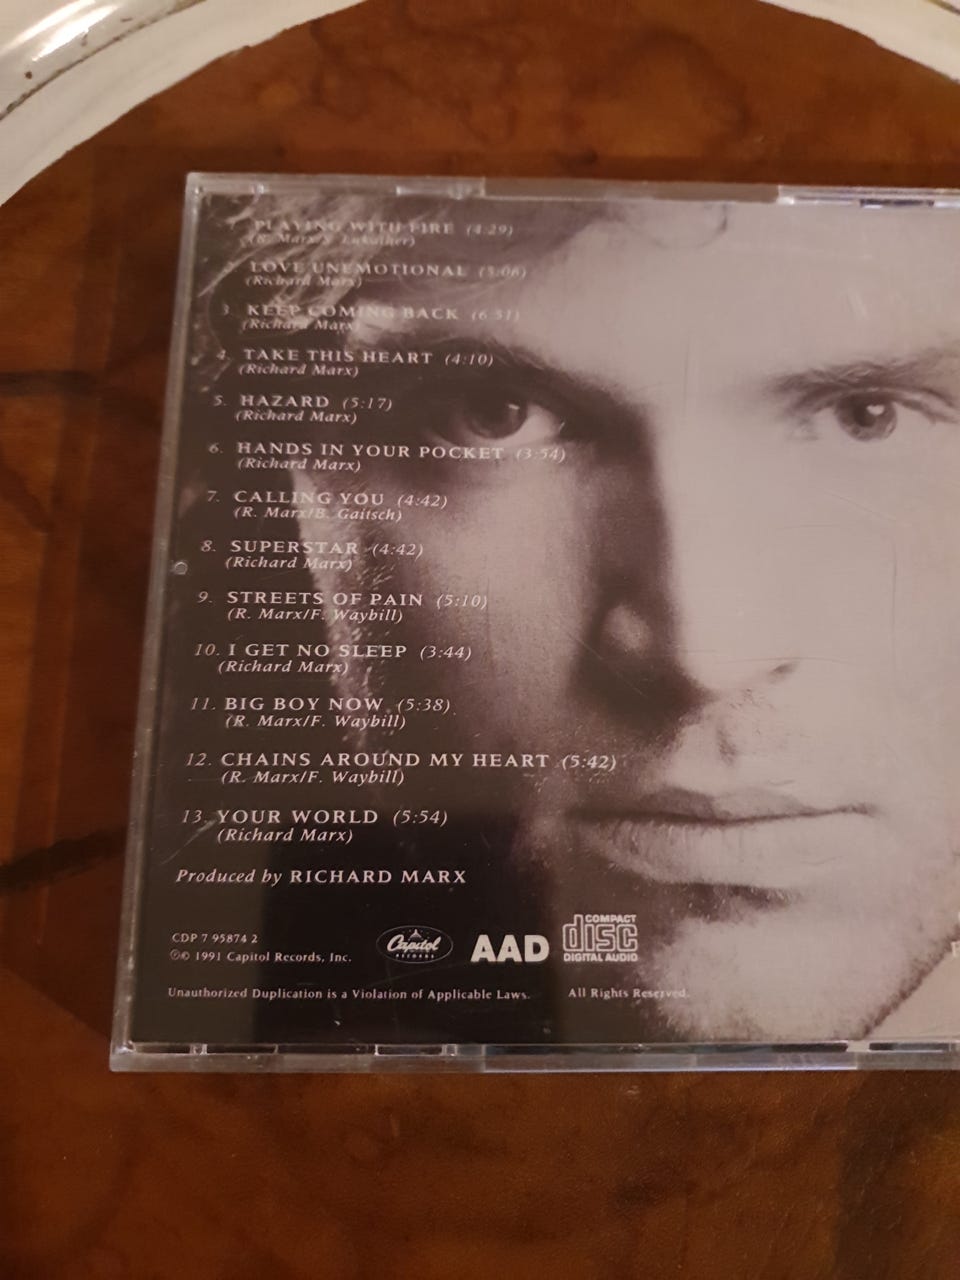 1. PLAYING WITH FIRE (4:29)
(R. Marx/S. Lukather)
2. LOVE UNEMOTIONAL (5:06)
(Richard Marx)
3. KEEP COMING BACK (6:51)
(Richard Marx)
4. TAKE THIS HEART (4:10)
(Richard Marx)
5. HAZARD (5:17)
(Richard Marx)
6. HANDS IN YOUR POCKET (3:54)
(Richard Marx)
7. CALLING YOU (4:42)
(R. Marx/B. Gaitsch)
8. SUPERSTAR (4:42)
(Richard Marx)
9. STREETS OF PAIN (5:10)
(R. Marx/F. Waybill)
10. I GET NO SLEEP (3:44)
(Richard Marx)
11. BIG BOY NOW (5:38)
(R. Marx/F. Waybill)
12. CHAINS AROUND MY HEART (5:42)
(R. Marx/F. Waybill)
13. YOUR WORLD (5:54)
(Richard Marx)
Produced by RICHARD MARX
CDP 7 95874 2
℗© 1991 Capitol Records, Inc.
Capitol RECORDS
AAD
COMPACT disc DIGITAL AUDIO
Unauthorized Duplication is a Violation of Applicable Laws. All Rights Reserved.